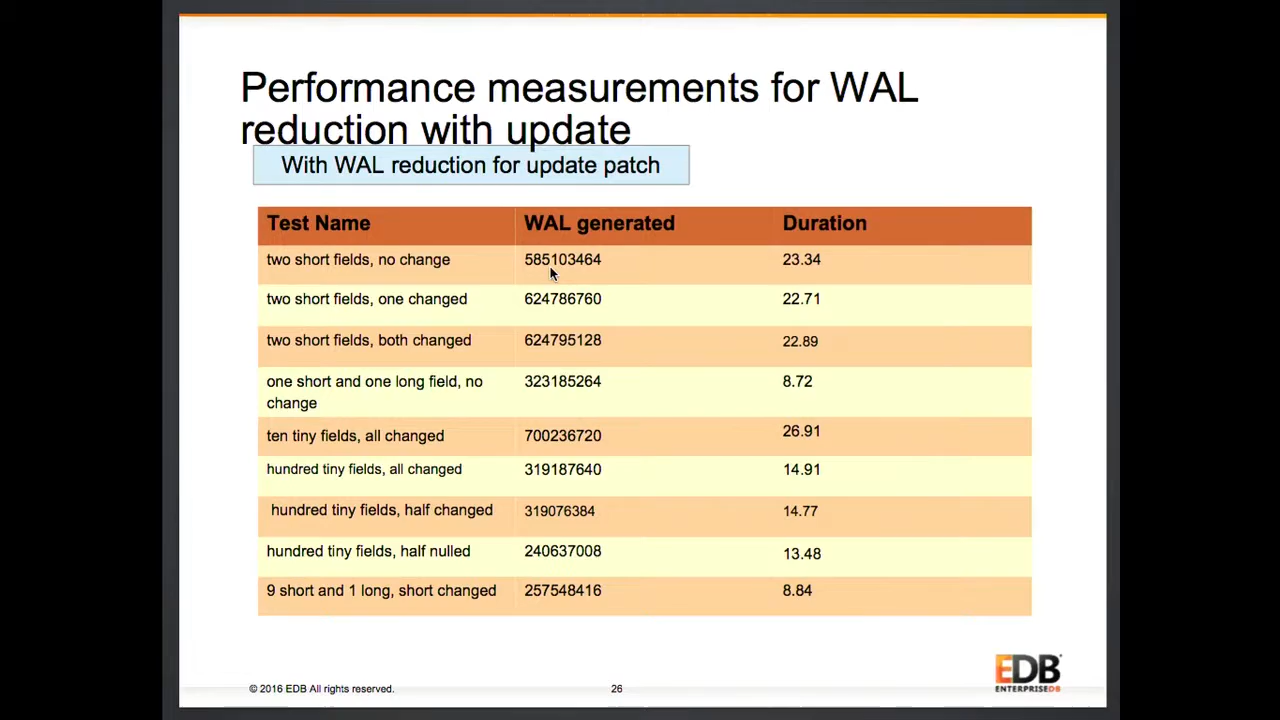 Performance measurements for WAL
reduction with update
With WAL reduction for update patch
Test Name WAL generated Duration
two short fields, no change 585103464 23.34
two short fields, one changed 624786760 22.71
two short fields, both changed 624795128 22.89
one short and one long field, no 323185264 8.72
change
ten tiny fields, all changed 700236720 26.91
hundred tiny fields, all changed 319187640 14.91
hundred tiny fields, half changed 319076384 14.77
hundred tiny fields, half nulled 240637008 13.48
9 short and 1 long, short changed 257548416 8.84
© 2016 EDB All rights reserved. 26
EDB
ENTERPRISEDB